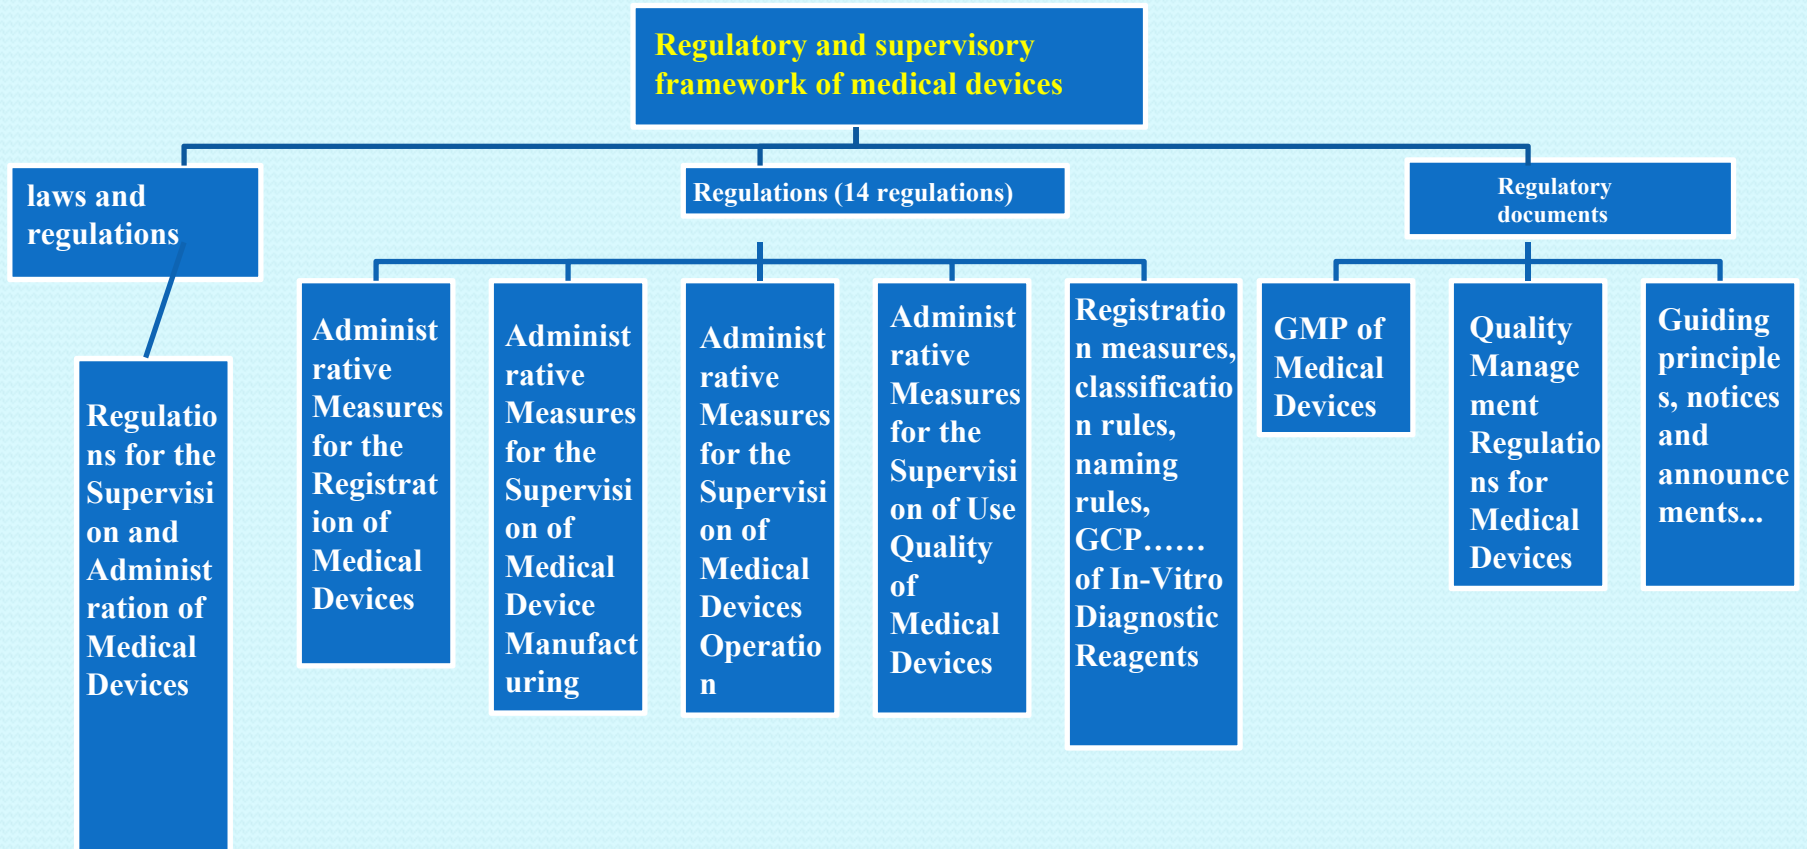 Regulatory and supervisory
framework of medical devices
laws and
regulations
Regulations (14 regulations)
Regulatory
documents
Regulatio
ns for the
Supervisi
on and
Administ
ration of
Medical
Devices
Administ
rative
Measures
for the
Registrat
ion of
Medical
Devices
Administ
rative
Measures
for the
Supervisi
on of
Medical
Device
Manufact
uring
Administ
rative
Measures
for the
Supervisi
on of
Medical
Devices
Operatio
n
Administ
rative
Measures
for the
Supervisi
on of Use
Quality
of
Medical
Devices
Registratio
n measures,
classificatio
n rules,
naming
rules,
GCP......
of In-Vitro
Diagnostic
Reagents
GMP of
Medical
Devices
Quality
Manage
ment
Regulatio
ns for
Medical
Devices
Guiding
principle
s, notices
and
announce
ments...